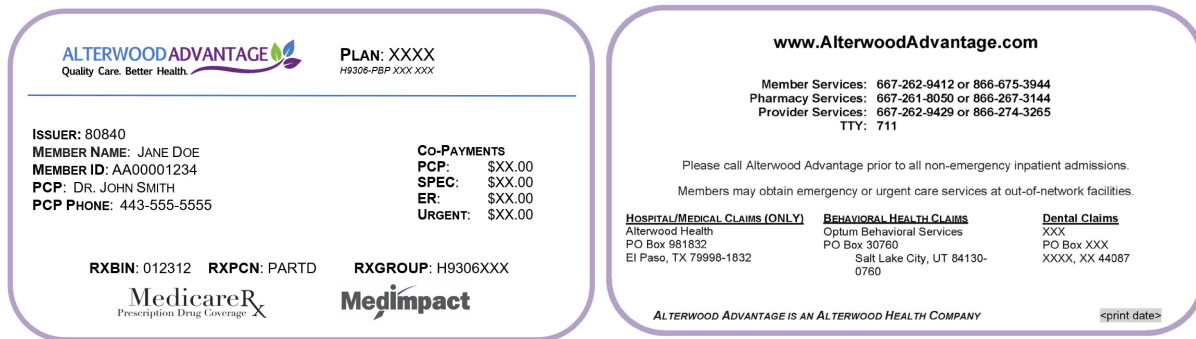 ALTERWOOD ADVANTAGE
Quality Care. Better Health.
PLAN: XXXX
H9306-PBP XXX XXX
ISSUER: 80840
MEMBER NAME: JANE DOE
MEMBER ID: AA00001234
PCP: DR. JOHN SMITH
PCP PHONE: 443-555-5555
CO-PAYMENTS
PCP: $XX.00
SPEC: $XX.00
ER: $XX.00
URGENT: $XX.00
RXBIN: 012312 RXPCN: PARTD RXGROUP: H9306XXX
MedicareRx
Prescription Drug Coverage
Medimpact
www.AlterwoodAdvantage.com
Member Services: 667-262-9412 or 866-675-3944
Pharmacy Services: 667-261-8050 or 866-267-3144
Provider Services: 667-262-9429 or 866-274-3265
TTY: 711
Please call Alterwood Advantage prior to all non-emergency inpatient admissions.
Members may obtain emergency or urgent care services at out-of-network facilities.
HOSPITAL/MEDICAL CLAIMS (ONLY)
Alterwood Health
PO Box 981832
El Paso, TX 79998-1832
BEHAVIORAL HEALTH CLAIMS
Optum Behavioral Services
PO Box 30760
Salt Lake City, UT 84130-
0760
Dental Claims
XXX
PO Box XXX
XXXX, XX 44087
ALTERWOOD ADVANTAGE IS AN ALTERWOOD HEALTH COMPANY
<print date>